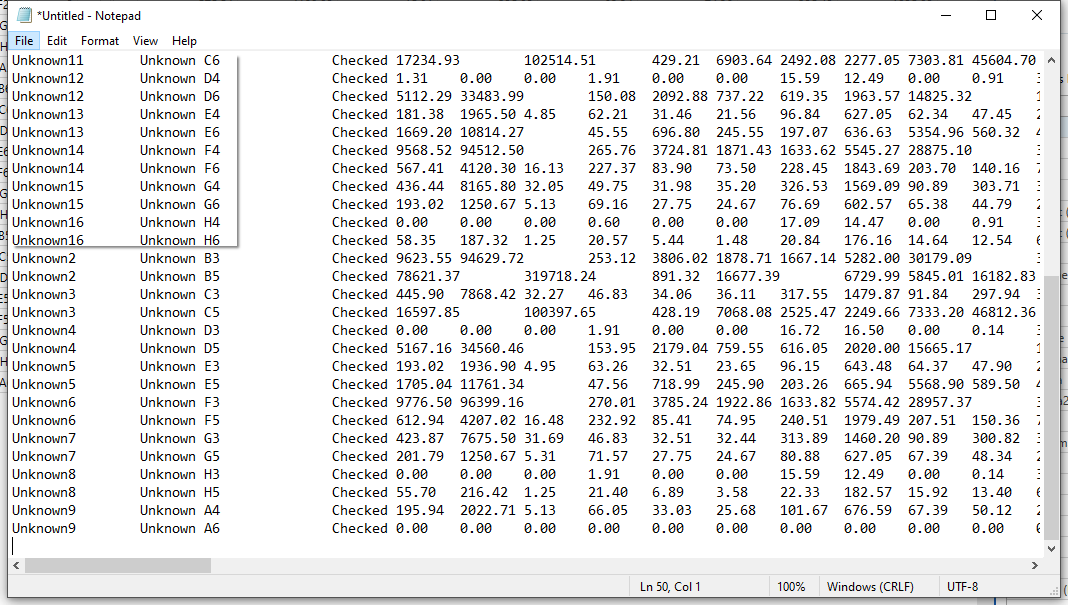 *Untitled - Notepad
File Edit Format View Help
Unknown11 Unknown C6 Checked 17234.93 102514.51 429.21 6903.64 2492.08 2277.05 7303.81 45604.70
Unknown12 Unknown D4 Checked 1.31 0.00 0.00 1.91 0.00 0.00 15.59 12.49 0.00 0.91
Unknown12 Unknown D6 Checked 5112.29 33483.99 150.08 2092.88 737.22 619.35 1963.57 14825.32
Unknown13 Unknown E4 Checked 181.38 1965.50 4.85 62.21 31.46 21.56 96.84 627.05 62.34 47.45
Unknown13 Unknown E6 Checked 1669.20 10814.27 45.55 696.80 245.55 197.07 636.63 5354.96 560.32
Unknown14 Unknown F4 Checked 9568.52 94512.50 265.76 3724.81 1871.43 1633.62 5545.27 28875.10
Unknown14 Unknown F6 Checked 567.41 4120.30 16.13 227.37 83.90 73.50 228.45 1843.69 203.70 140.16
Unknown15 Unknown G4 Checked 436.44 8165.80 32.05 49.75 31.98 35.20 326.53 1569.09 90.89 303.71
Unknown15 Unknown G6 Checked 193.02 1250.67 5.13 69.16 27.75 24.67 76.69 602.57 65.38 44.79
Unknown16 Unknown H4 Checked 0.00 0.00 0.00 0.60 0.00 0.00 17.09 14.47 0.00 0.91
Unknown16 Unknown H6 Checked 58.35 187.32 1.25 20.57 5.44 1.48 20.84 176.16 14.64 12.54
Unknown2 Unknown B3 Checked 9623.55 94629.72 253.12 3806.02 1878.71 1667.14 5282.00 30179.09
Unknown2 Unknown B5 Checked 78621.37 319718.24 891.32 16677.39 6729.99 5845.01 16182.83
Unknown3 Unknown C3 Checked 445.90 7868.42 32.27 46.83 34.06 36.11 317.55 1479.87 91.84 297.94
Unknown3 Unknown C5 Checked 16597.85 100397.65 428.19 7068.08 2525.47 2249.66 7333.20 46812.36
Unknown4 Unknown D3 Checked 0.00 0.00 0.00 1.91 0.00 0.00 16.72 16.50 0.00 0.14
Unknown4 Unknown D5 Checked 5167.16 34560.46 153.95 2179.04 759.55 616.05 2020.00 15665.17
Unknown5 Unknown E3 Checked 193.02 1936.90 4.95 63.26 32.51 23.65 96.15 643.48 64.37 47.90
Unknown5 Unknown E5 Checked 1705.04 11761.34 47.56 718.99 245.90 203.26 665.94 5568.90 589.50
Unknown6 Unknown F3 Checked 9776.50 96399.16 270.01 3785.24 1922.86 1633.82 5574.42 28957.37
Unknown6 Unknown F5 Checked 612.94 4207.02 16.48 232.92 85.41 74.95 240.51 1979.49 207.51 150.36
Unknown7 Unknown G3 Checked 423.87 7675.50 31.69 46.83 32.51 32.44 313.89 1460.20 90.89 300.82
Unknown7 Unknown G5 Checked 201.79 1250.67 5.31 71.57 27.75 24.67 80.88 627.05 67.39 48.34
Unknown8 Unknown H3 Checked 0.00 0.00 0.00 1.91 0.00 0.00 15.59 12.49 0.00 0.14
Unknown8 Unknown H5 Checked 55.70 216.42 1.25 21.40 6.89 3.58 22.33 182.57 15.92 13.40
Unknown9 Unknown A4 Checked 195.94 2022.71 5.13 66.05 33.03 25.68 101.67 676.59 67.39 50.12
Unknown9 Unknown A6 Checked 0.00 0.00 0.00 0.00 0.00 0.00 0.00 0.00 0.00 0.00
Ln 50, Col 1 100% Windows (CRLF) UTF-8